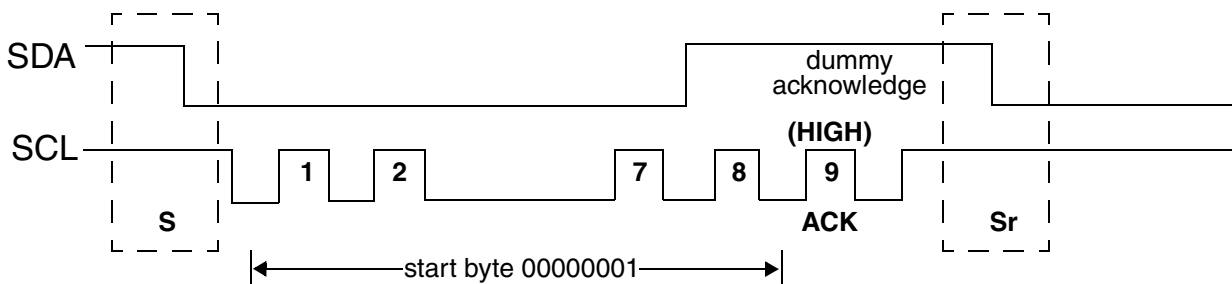 SDA
dummy
acknowledge
SCL
(HIGH)
1
2
7
8
9
S
ACK
Sr
start byte 00000001